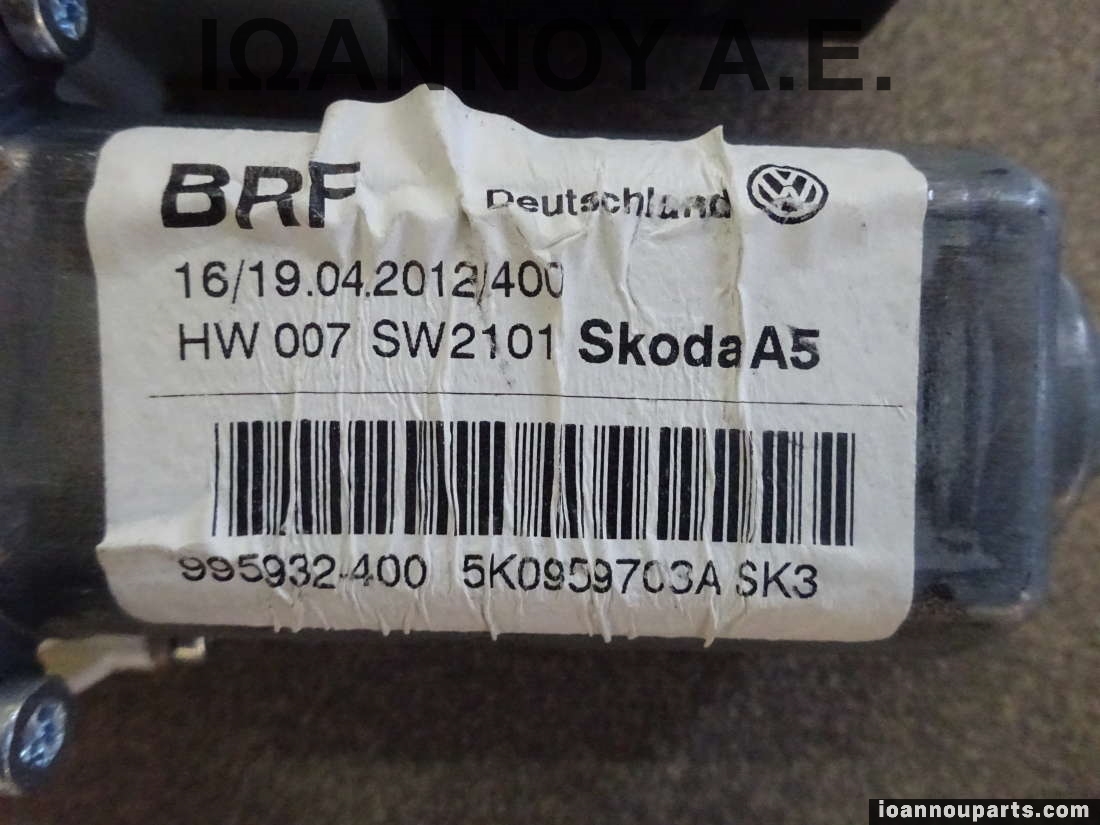 ΙΩΑΝΝΟΥ Α.Ε.
BRF Deutschland
16/19.04.2012/400
HW 007 SW2101 Skoda A5
995932-400 5K0959703A SK3
ioannouparts.com